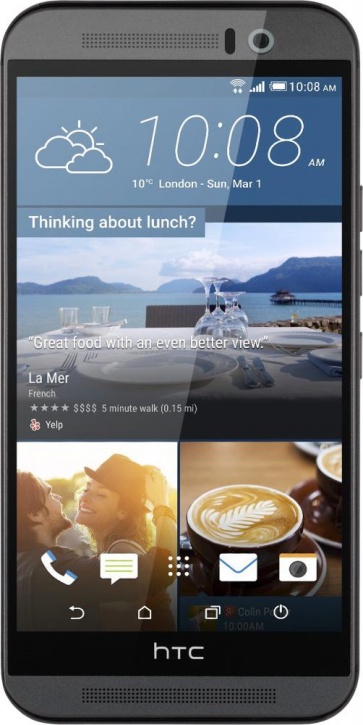 10:08 AM
10:08 AM
10°C London - Sun, Mar 1
Thinking about lunch?
"Great food with an even better view."
La Mer
French
★★★★ $$$$ 5 minute walk (0.15 mi)
Yelp
Colin
10:00AM
hTC